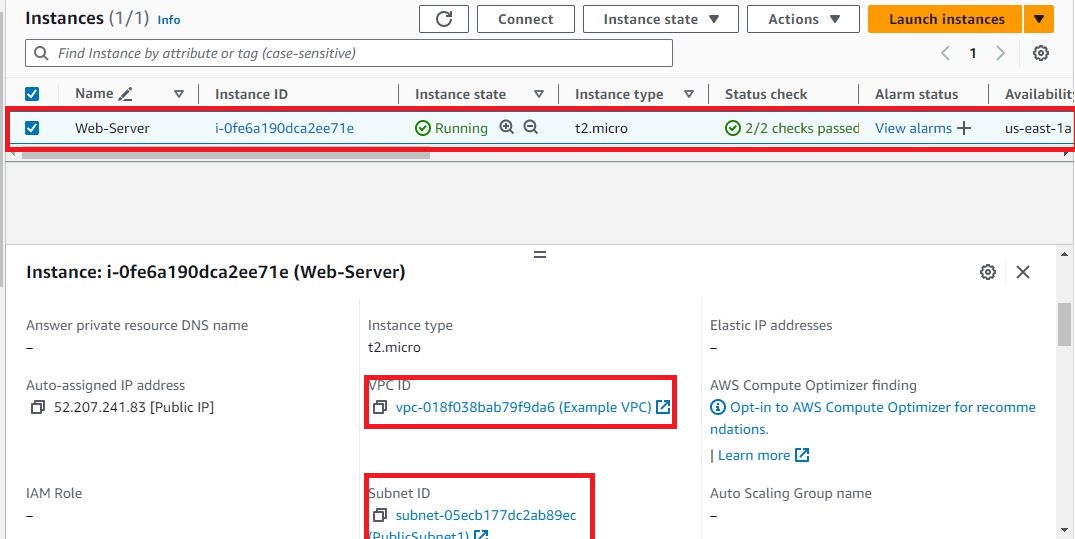 Instances (1/1) Info
Connect
Instance state
Actions
Launch instances
Find Instance by attribute or tag (case-sensitive)
1
Name
Instance ID
Instance state
Instance type
Status check
Alarm status
Availability
Web-Server
i-0fe6a190dca2ee71e
Running
t2.micro
2/2 checks passed
View alarms
us-east-1a
Instance: i-0fe6a190dca2ee71e (Web-Server)
Answer private resource DNS name
–
Instance type
t2.micro
Elastic IP addresses
–
Auto-assigned IP address
52.207.241.83 [Public IP]
VPC ID
vpc-018f038bab79f9da6 (Example VPC)
AWS Compute Optimizer finding
Opt-in to AWS Compute Optimizer for recomme
ndations.
| Learn more
IAM Role
–
Subnet ID
subnet-05ecb177dc2ab89ec
(PublicSubnet1)
Auto Scaling Group name
–